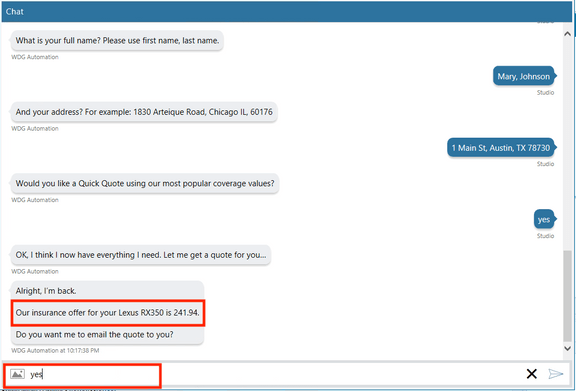 Chat
What is your full name? Please use first name, last name.
WDG Automation
Mary, Johnson
Studio
And your address? For example: 1830 Arteique Road, Chicago IL, 60176
WDG Automation
1 Main St, Austin, TX 78730
Studio
Would you like a Quick Quote using our most popular coverage values?
WDG Automation
yes
Studio
OK, I think I now have everything I need. Let me get a quote for you...
WDG Automation
Alright, I'm back.
Our insurance offer for your Lexus RX350 is 241.94.
Do you want me to email the quote to you?
WDG Automation at 10:17:38 PM
yes